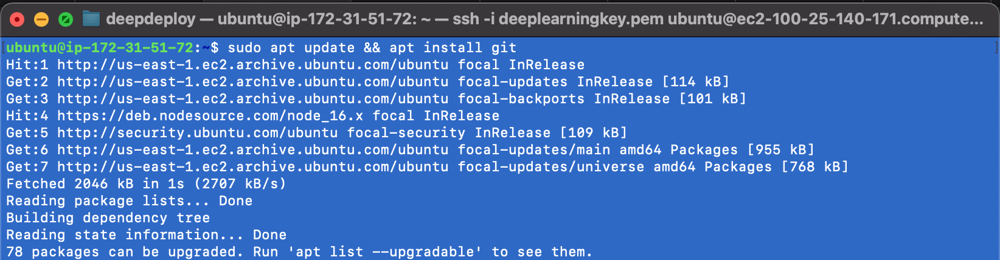 deepdeploy — ubuntu@ip-172-31-51-72: ~ — ssh -i deeplearningkey.pem ubuntu@ec2-100-25-140-171.compute...
[ubuntu@ip-172-31-51-72:~$ sudo apt update && apt install git ]
Hit:1 http://us-east-1.ec2.archive.ubuntu.com/ubuntu focal InRelease
Get:2 http://us-east-1.ec2.archive.ubuntu.com/ubuntu focal-updates InRelease [114 kB]
Get:3 http://us-east-1.ec2.archive.ubuntu.com/ubuntu focal-backports InRelease [101 kB]
Hit:4 https://deb.nodesource.com/node_16.x focal InRelease
Get:5 http://security.ubuntu.com/ubuntu focal-security InRelease [109 kB]
Get:6 http://us-east-1.ec2.archive.ubuntu.com/ubuntu focal-updates/main amd64 Packages [955 kB]
Get:7 http://us-east-1.ec2.archive.ubuntu.com/ubuntu focal-updates/universe amd64 Packages [768 kB]
Fetched 2046 kB in 1s (2707 kB/s)
Reading package lists... Done
Building dependency tree
Reading state information... Done
78 packages can be upgraded. Run 'apt list --upgradable' to see them.